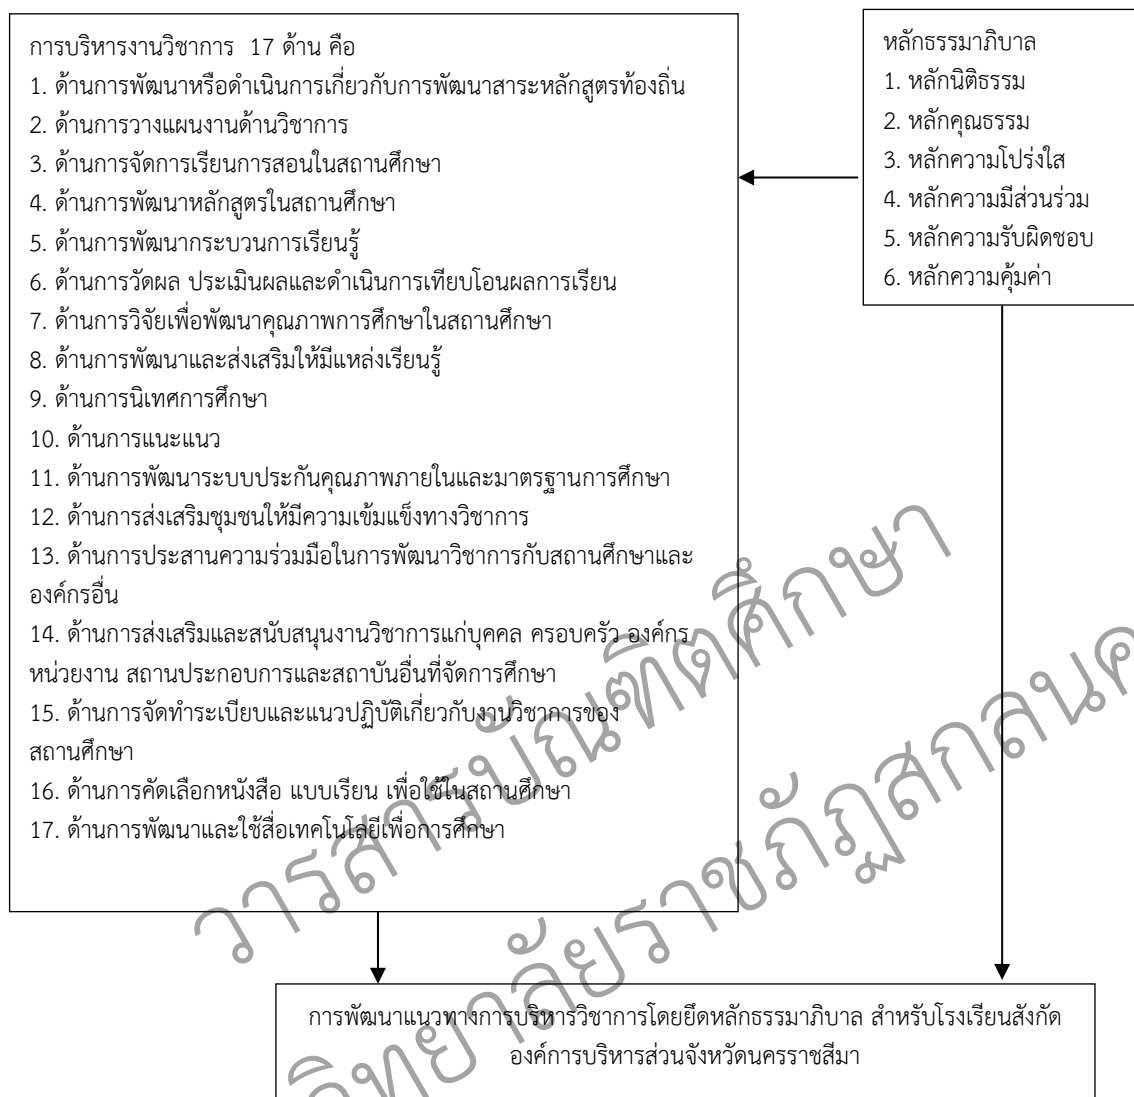 การบริหารงานวิชาการ 17 ด้าน คือ
1. ด้านการพัฒนาหรือดำเนินการเกี่ยวกับการพัฒนาสาระหลักสูตรท้องถิ่น
2. ด้านการวางแผนงานด้านวิชาการ
3. ด้านการจัดการเรียนการสอนในสถานศึกษา
4. ด้านการพัฒนาหลักสูตรในสถานศึกษา
5. ด้านการพัฒนากระบวนการเรียนรู้
6. ด้านการวัดผล ประเมินผลและดำเนินการเทียบโอนผลการเรียน
7. ด้านการวิจัยเพื่อพัฒนาคุณภาพการศึกษาในสถานศึกษา
8. ด้านการพัฒนาและส่งเสริมให้มีแหล่งเรียนรู้
9. ด้านการนิเทศการศึกษา
10. ด้านการแนะแนว
11. ด้านการพัฒนาระบบประกันคุณภาพภายในและมาตรฐานการศึกษา
12. ด้านการส่งเสริมชุมชนให้มีความเข้มแข็งทางวิชาการ
13. ด้านการประสานความร่วมมือในการพัฒนาวิชาการกับสถานศึกษาและ
องค์กรอื่น
14. ด้านการส่งเสริมและสนับสนุนงานวิชาการแก่บุคคล ครอบครัว องค์กร
หน่วยงาน สถานประกอบการและสถาบันอื่นที่จัดการศึกษา
15. ด้านการจัดทำระเบียบและแนวปฏิบัติเกี่ยวกับงานวิชาการของ
สถานศึกษา
16. ด้านการคัดเลือกหนังสือ แบบเรียน เพื่อใช้ในสถานศึกษา
17. ด้านการพัฒนาและใช้สื่อเทคโนโลยีเพื่อการศึกษา
หลักธรรมาภิบาล
1. หลักนิติธรรม
2. หลักคุณธรรม
3. หลักความโปร่งใส
4. หลักความมีส่วนร่วม
5. หลักความรับผิดชอบ
6. หลักความคุ้มค่า
การพัฒนาแนวทางการบริหารวิชาการโดยยึดหลักธรรมาภิบาล สำหรับโรงเรียนสังกัด
องค์การบริหารส่วนจังหวัดนครราชสีมา
วารสารบัณฑิตศึกษา
วิทยาลัยราชภัฏสกลนค